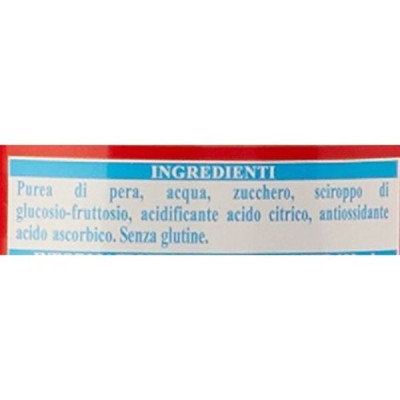 INGREDIENTI
Purea di pera, acqua, zucchero, sciroppo di
glucosio-fruttosio, acidificante acido citrico, antiossidante
acido ascorbico. Senza glutine.